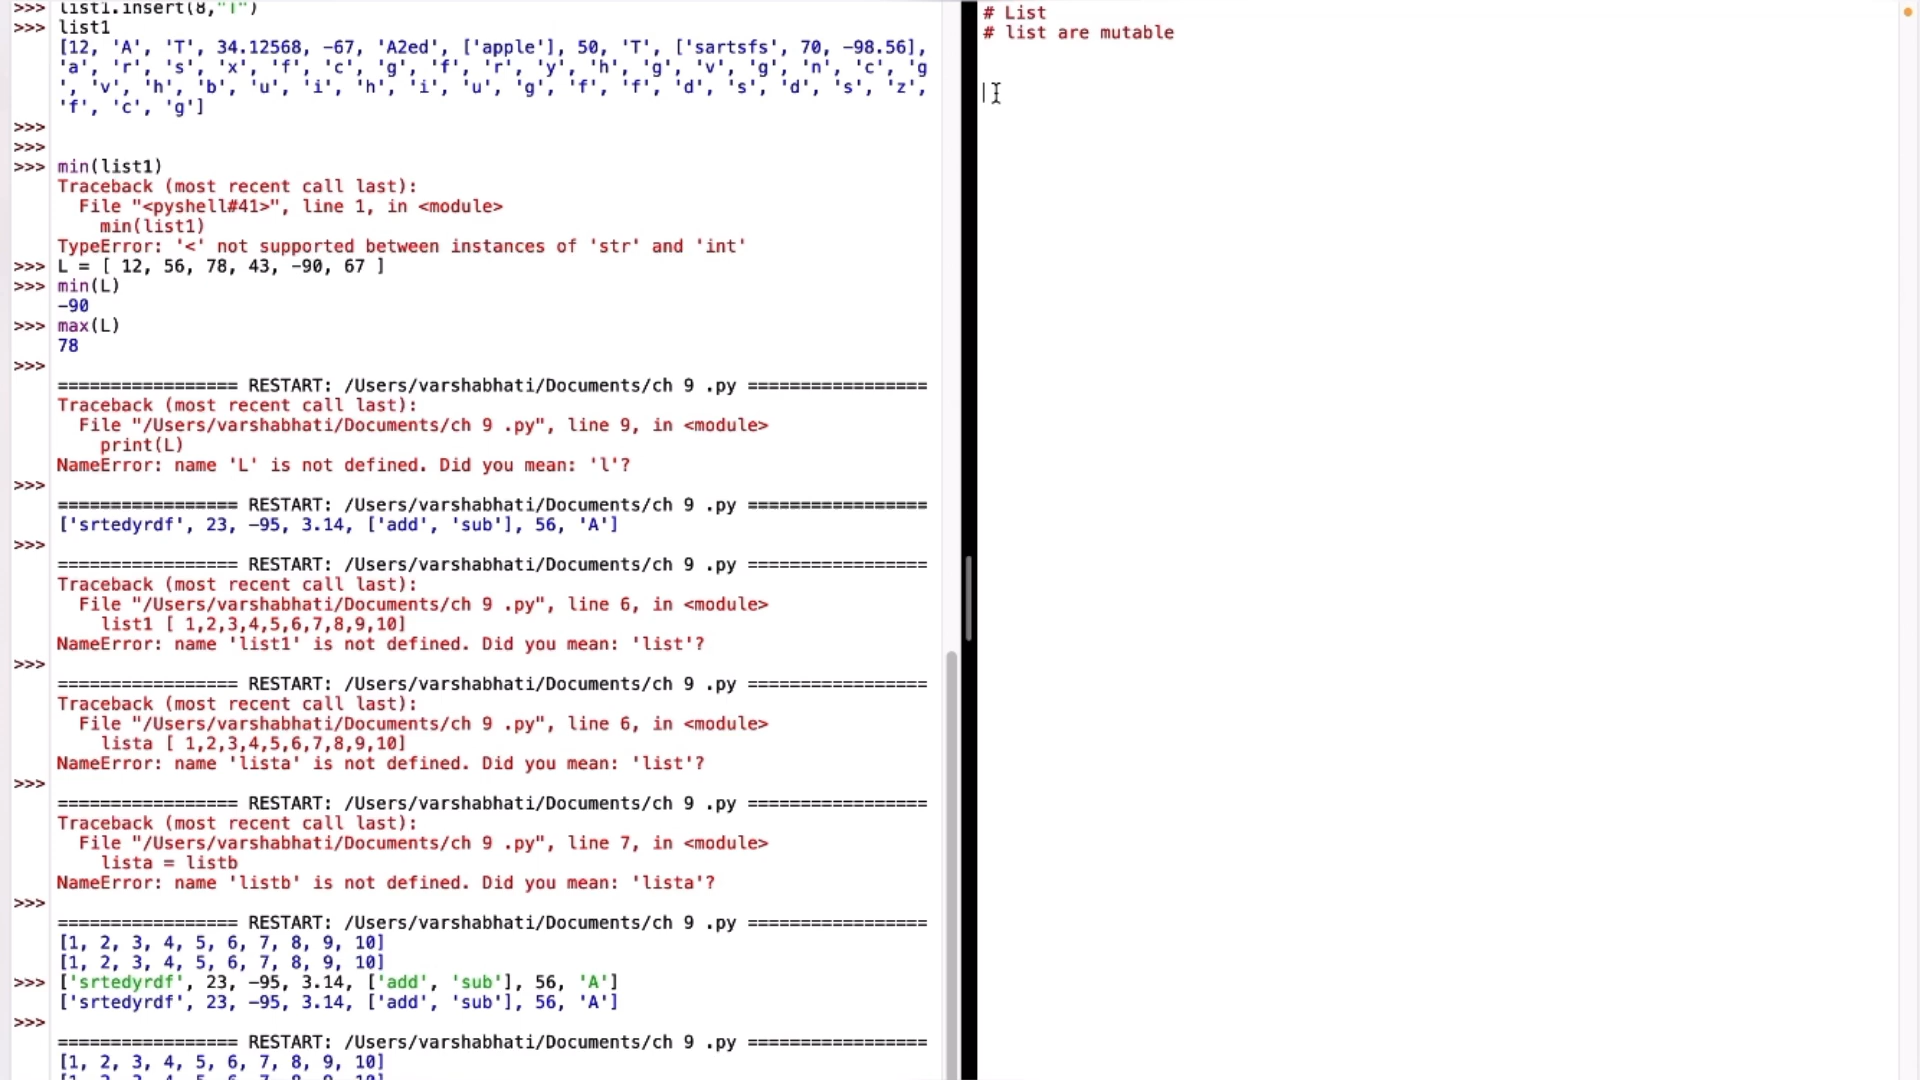 >>> list1.insert(8,"T")
>>> list1
[12, 'A', 'T', 34.12568, -67, 'A2ed', ['apple'], 50, 'T', ['sartsfs', 70, -98.56],
'a', 'r', 's', 'x', 'f', 'c', 'g', 'f', 'r', 'y', 'h', 'g', 'v', 'g', 'n', 'c', 'g
', 'v', 'h', 'b', 'u', 'i', 'h', 'i', 'u', 'g', 'f', 'f', 'd', 's', 'd', 's', 'z',
'f', 'c', 'g']
>>>
>>>
>>> min(list1)
Traceback (most recent call last):
File "<pyshell#41>", line 1, in <module>
min(list1)
TypeError: '<' not supported between instances of 'str' and 'int'
>>> L = [ 12, 56, 78, 43, -90, 67 ]
>>> min(L)
-90
>>> max(L)
78
>>>
================= RESTART: /Users/varshabhati/Documents/ch 9 .py =================
Traceback (most recent call last):
File "/Users/varshabhati/Documents/ch 9 .py", line 9, in <module>
print(L)
NameError: name 'L' is not defined. Did you mean: 'l'?
>>>
================= RESTART: /Users/varshabhati/Documents/ch 9 .py =================
['srtedyrdf', 23, -95, 3.14, ['add', 'sub'], 56, 'A']
>>>
================= RESTART: /Users/varshabhati/Documents/ch 9 .py =================
Traceback (most recent call last):
File "/Users/varshabhati/Documents/ch 9 .py", line 6, in <module>
list1 [ 1,2,3,4,5,6,7,8,9,10]
NameError: name 'list1' is not defined. Did you mean: 'list'?
>>>
================= RESTART: /Users/varshabhati/Documents/ch 9 .py =================
Traceback (most recent call last):
File "/Users/varshabhati/Documents/ch 9 .py", line 6, in <module>
lista [ 1,2,3,4,5,6,7,8,9,10]
NameError: name 'lista' is not defined. Did you mean: 'list'?
>>>
================= RESTART: /Users/varshabhati/Documents/ch 9 .py =================
Traceback (most recent call last):
File "/Users/varshabhati/Documents/ch 9 .py", line 7, in <module>
lista = listb
NameError: name 'listb' is not defined. Did you mean: 'lista'?
>>>
================= RESTART: /Users/varshabhati/Documents/ch 9 .py =================
[1, 2, 3, 4, 5, 6, 7, 8, 9, 10]
[1, 2, 3, 4, 5, 6, 7, 8, 9, 10]
>>> ['srtedyrdf', 23, -95, 3.14, ['add', 'sub'], 56, 'A']
['srtedyrdf', 23, -95, 3.14, ['add', 'sub'], 56, 'A']
>>>
================= RESTART: /Users/varshabhati/Documents/ch 9 .py =================
[1, 2, 3, 4, 5, 6, 7, 8, 9, 10]
[1, 2, 3, 4, 5, 6, 7, 8, 9, 10]
# List
# list are mutable